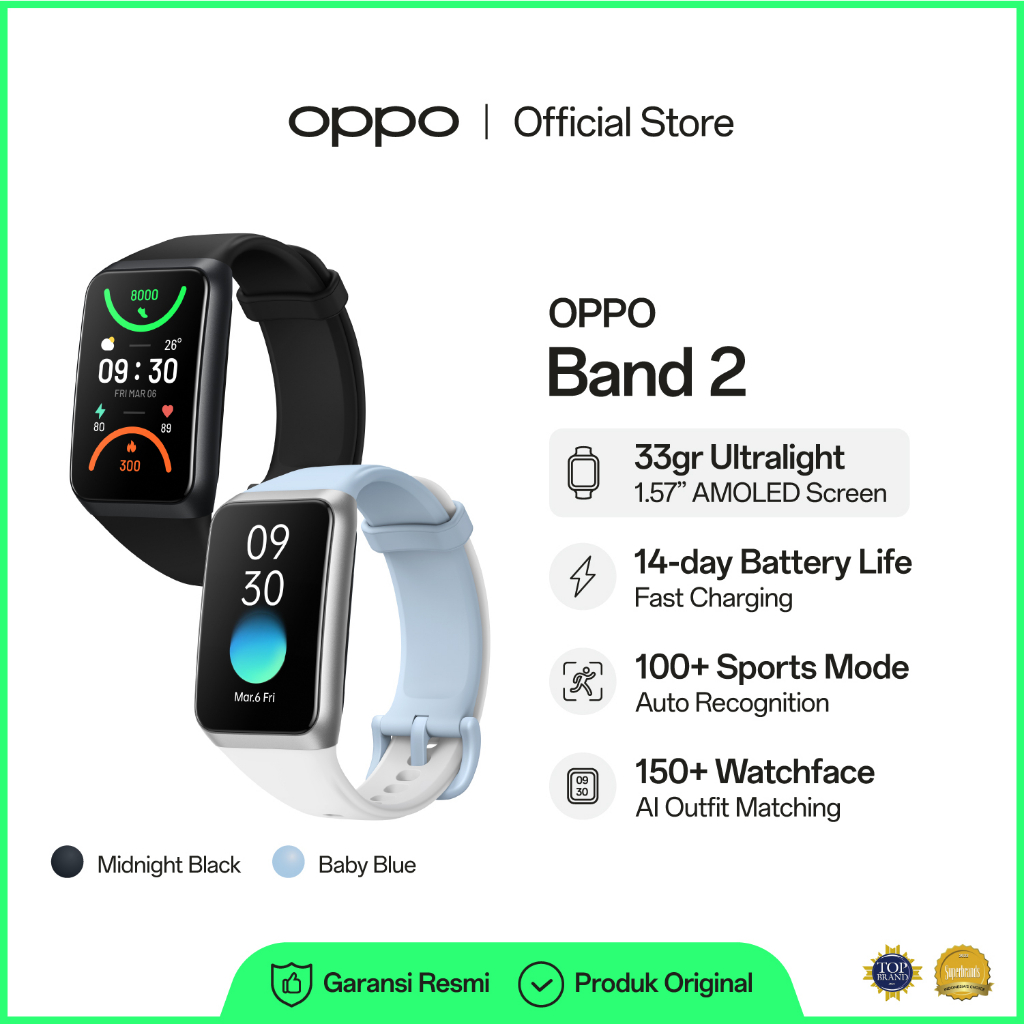 oppo | Official Store
8000
26°
09:30
FRI MAR 06
80
89
300
09
30
Mar.6 Fri
OPPO
Band 2
33gr Ultralight
1.57” AMOLED Screen
14-day Battery Life
Fast Charging
100+ Sports Mode
Auto Recognition
09
30
150+ Watchface
AI Outfit Matching
Midnight Black
Baby Blue
Garansi Resmi
Produk Original
TOP
BRAND
Superbrands
INDONESIA'S CHOICE